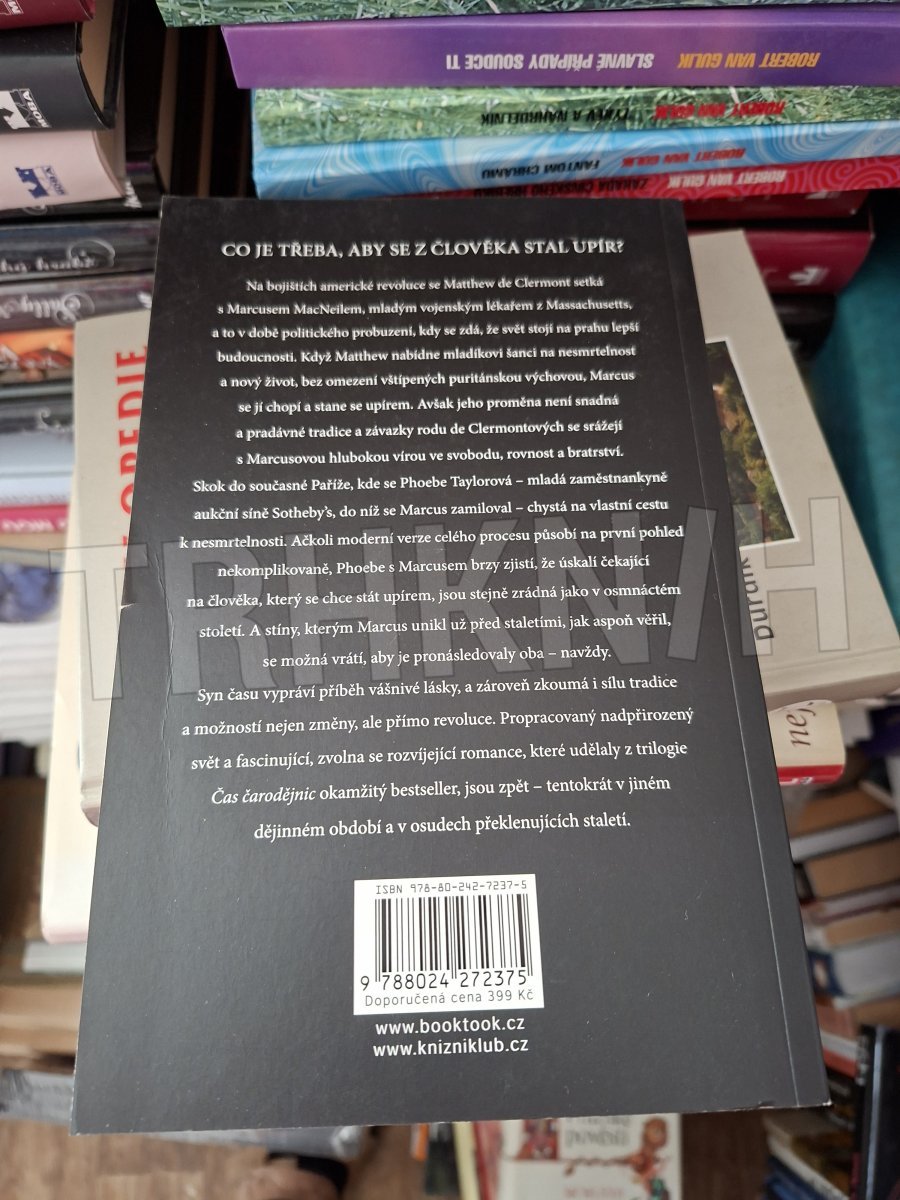 ROBERT VAN GULIK SLAVNÉ PŘÍPADY SOUDCE TI
ROBERT VAN GULIK
ROBERT VAN GULIK FANTOM CHRÁMU
ROBERT VAN GULIK ZÁHADA ČÍNSKÉHO
MOBA
CO JE TŘEBA, ABY SE Z ČLOVĚKA STAL UPÍR?
Na bojištích americké revoluce se Matthew de Clermont setká
s Marcusem MacNeilem, mladým vojenským lékařem z Massachusetts,
a to v době politického probuzení, kdy se zdá, že svět stojí na prahu lepší
budoucnosti. Když Matthew nabídne mladíkovi šanci na nesmrtelnost
a nový život, bez omezení vštípených puritánskou výchovou, Marcus
se jí chopí a stane se upírem. Avšak jeho proměna není snadná
a pradávné tradice a závazky rodu de Clermontových se srážejí
s Marcusovou hlubokou vírou ve svobodu, rovnost a bratrství.
Skok do současné Paříže, kde se Phoebe Taylorová – mladá zaměstnankyně
aukční síně Sotheby's, do níž se Marcus zamiloval – chystá na vlastní cestu
k nesmrtelnosti. Ačkoli moderní verze celého procesu působí na první pohled
nekomplikovaně, Phoebe s Marcusem brzy zjistí, že úskalí čekající
na člověka, který se chce stát upírem, jsou stejně zrádná jako v osmnáctém
století. A stíny, kterým Marcus unikl už před staletími, jak aspoň věřil,
se možná vrátí, aby je pronásledovaly oba – navždy.
Syn času vypráví příběh vášnivé lásky, a zároveň zkoumá i sílu tradice
a možností nejen změny, ale přímo revoluce. Propracovaný nadpřirozený
svět a fascinující, zvolna se rozvíjející romance, které udělaly z trilogie
Čas čarodějnic okamžitý bestseller, jsou zpět – tentokrát v jiném
dějinném období a v osudech překlenujících staletí.
ISBN 978-80-242-7237-5
9 788024 272375
Doporučená cena 399 Kč
www.booktook.cz
www.knizniklub.cz
TRHKNIH
Durdík